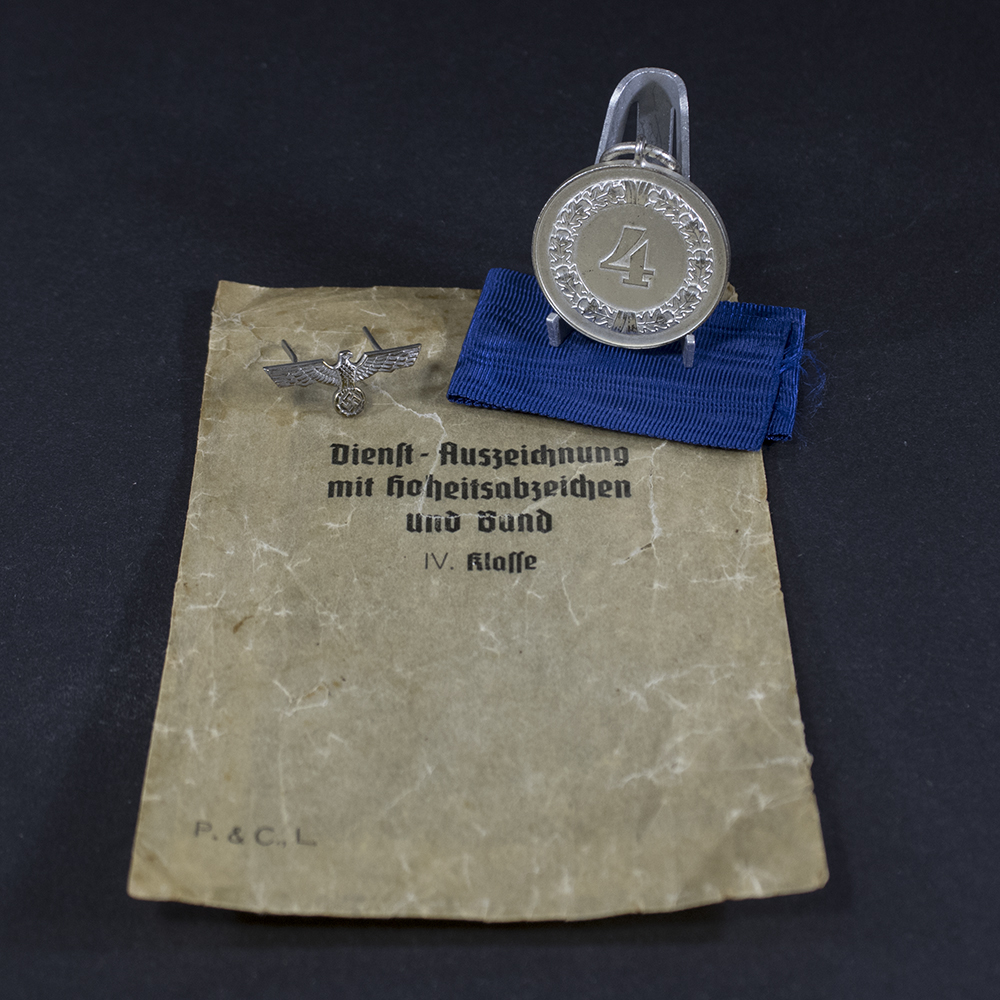 4
Dienſt - Auszeichnung
mit Hoheitsabzeichen
und Band
IV. Klaſſe
P. & C., L.